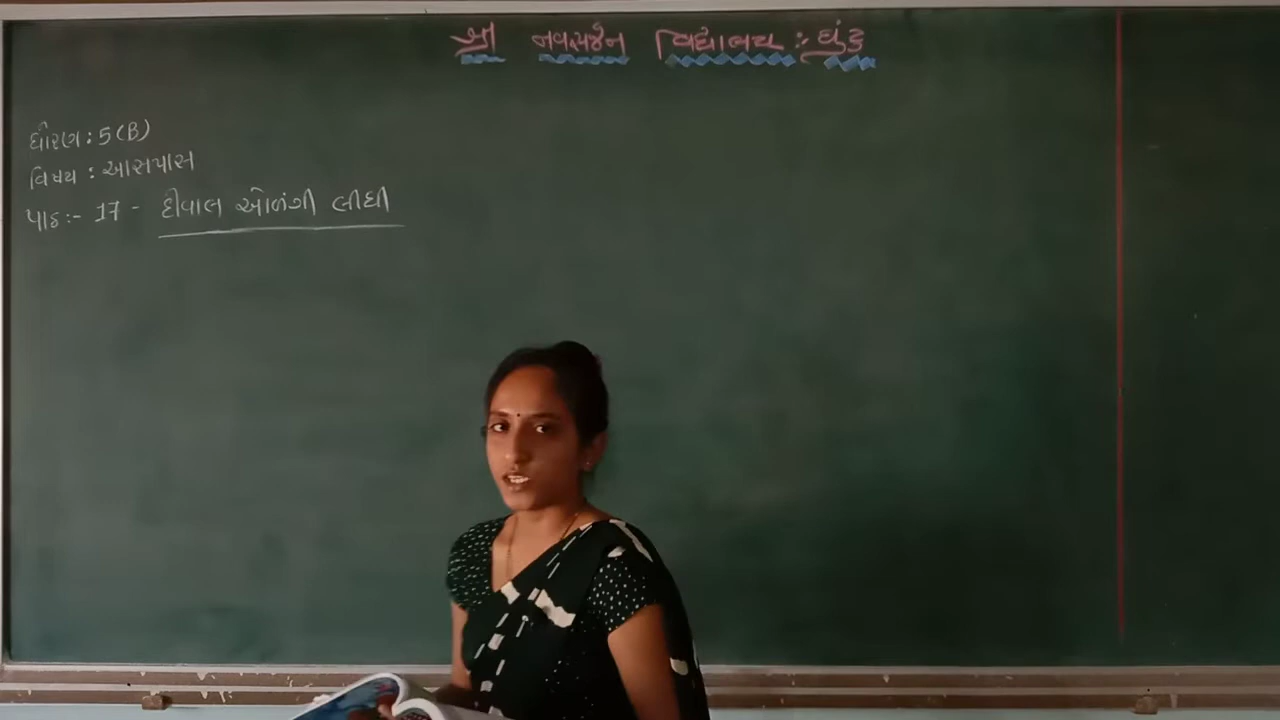 શ્રી નવસર્જન વિદ્યાલય : ઘુંટુ
ધોરણ : 5 (B)
વિષય : આસપાસ
પાઠ :- 17 - દીવાલ ઓળંગી લીધી